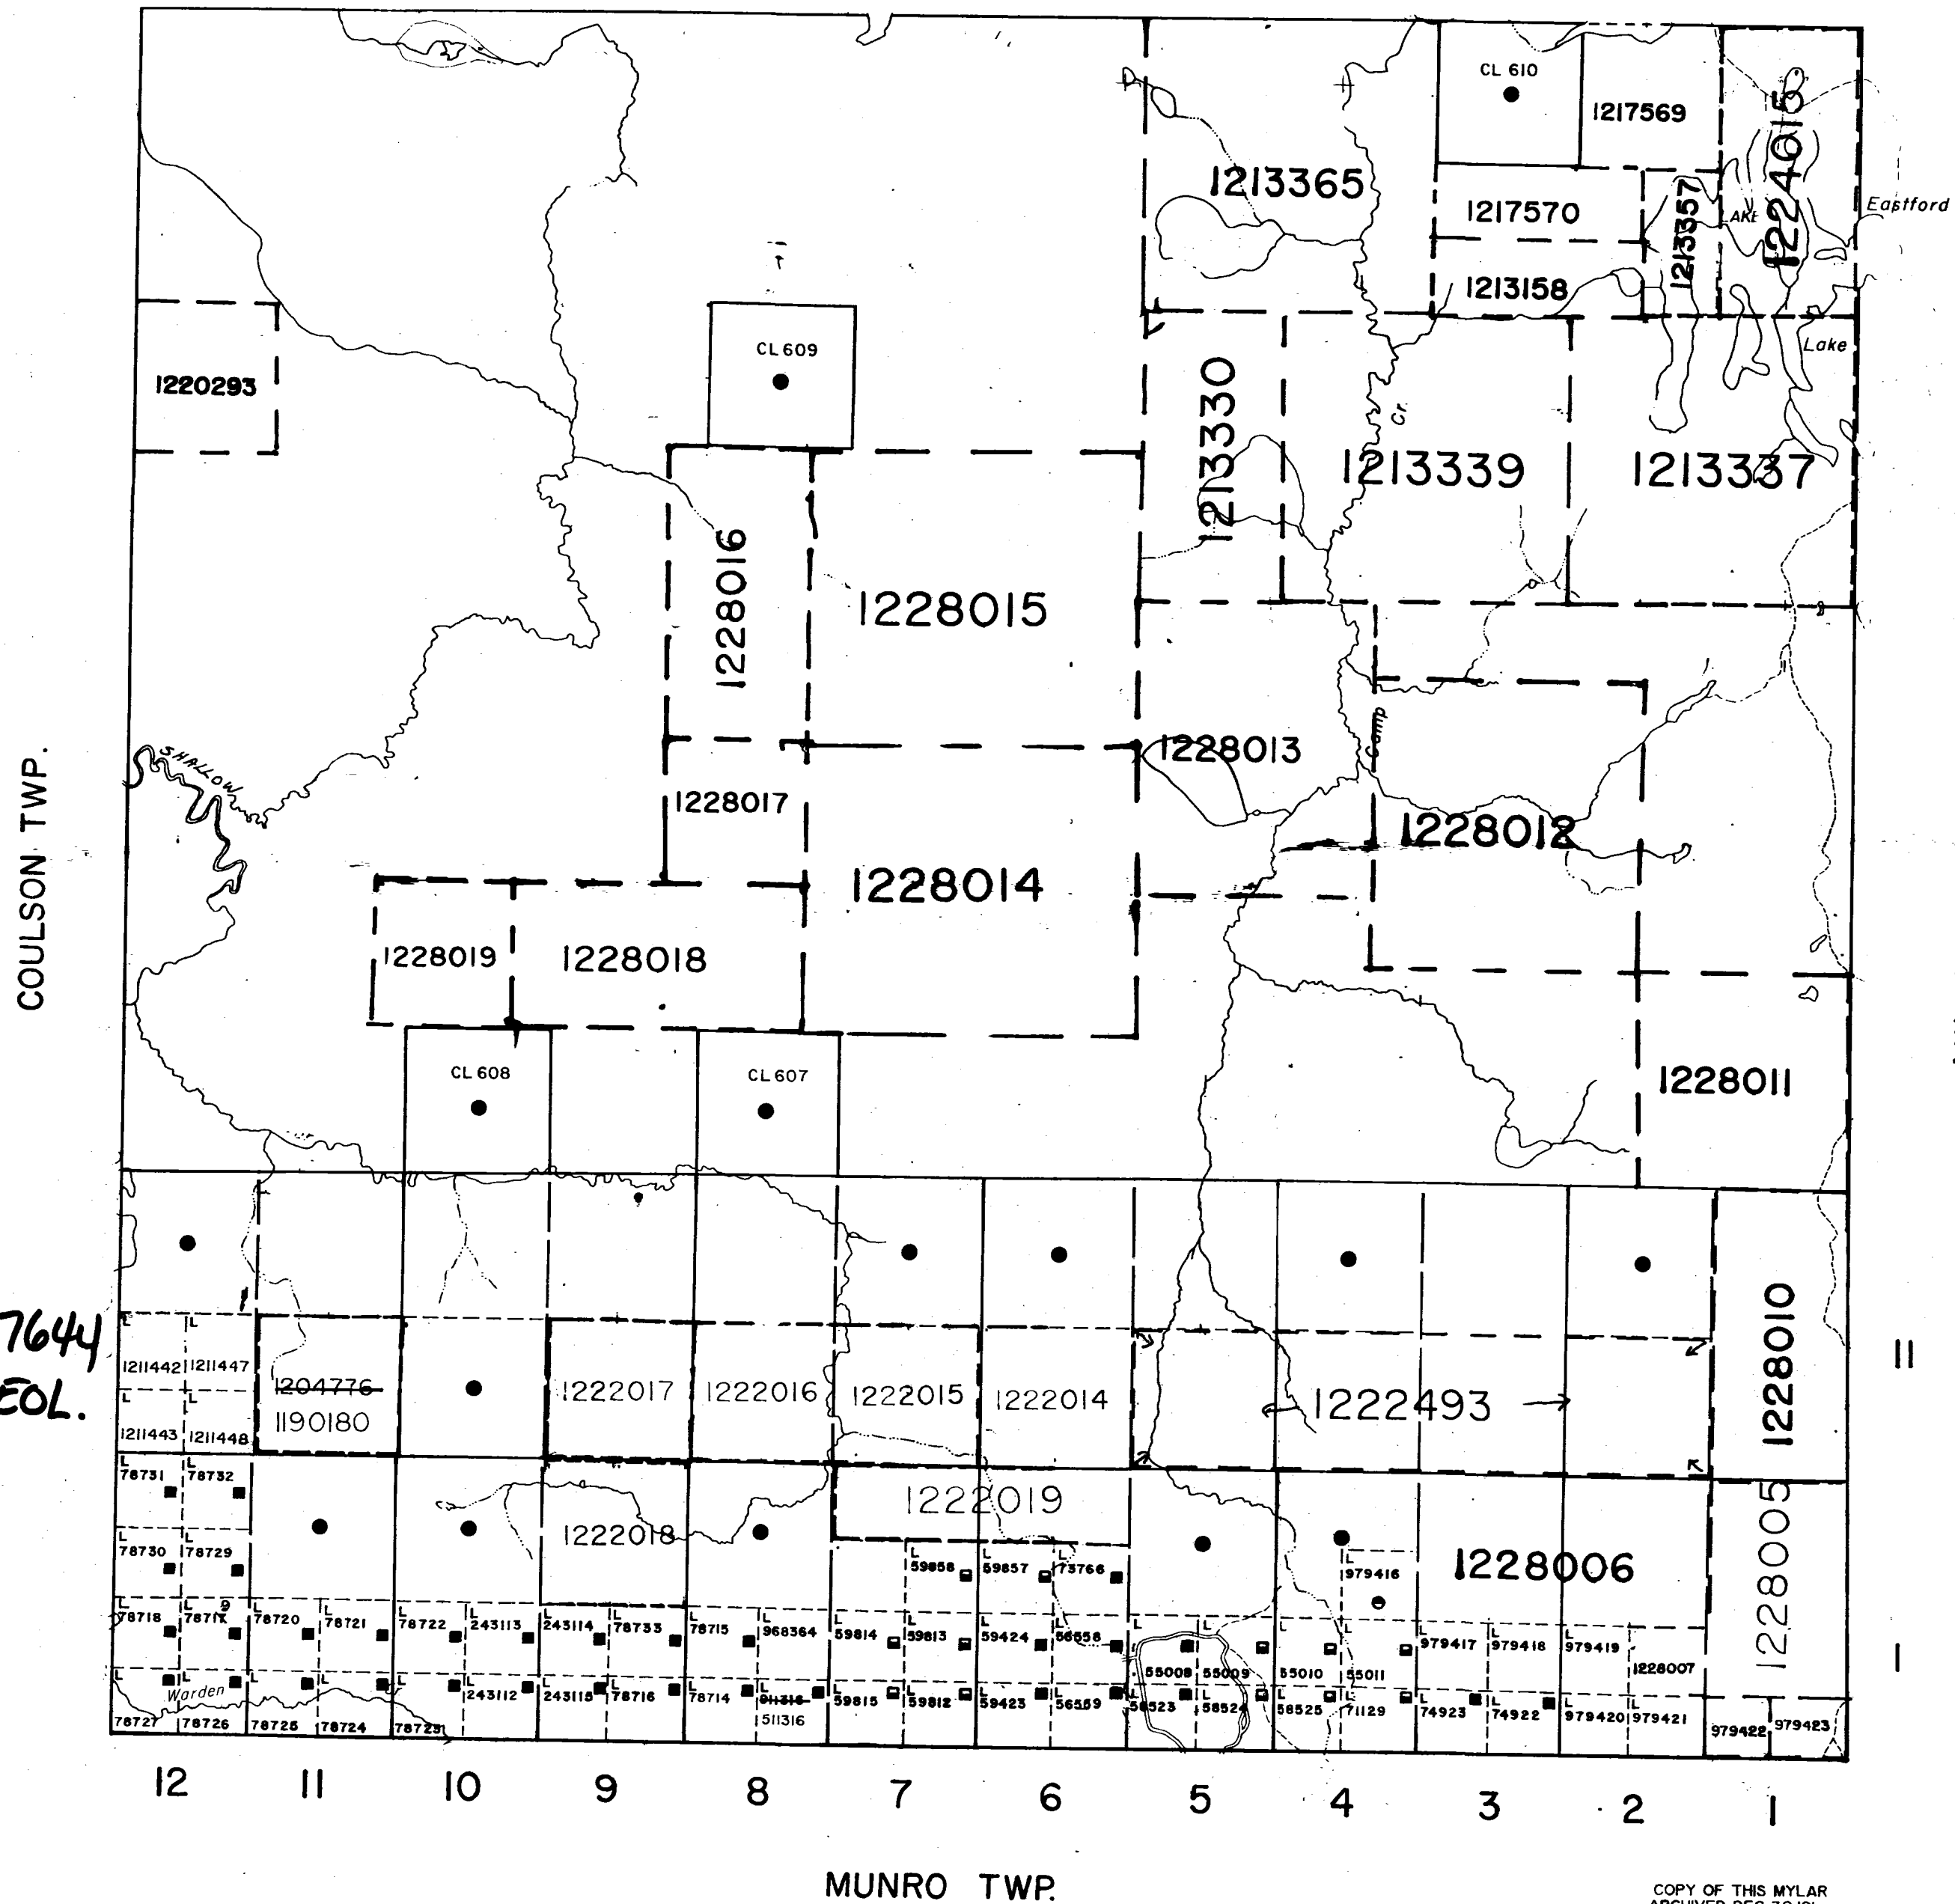 CL 610
1217569
1224615
1213365
1217570
1213357
LAKE
Eastford
1213158
Lake
CL 609
1220293
1213330
Cr.
1213339
1213337
1228016
1228015
COULSON TWP.
SHALLOW
1228013
Camp
1228017
1228012
1228014
1228019
1228018
CL 608
CL 607
1228011
7644
EOL.
1211442
1211447
1204776
1190180
1222017
1222016
1222015
1222014
1222493
1228010
II
1211443
1211448
L 78731
L 78732
1222019
1222018
1228006
1228005
L 78730
L 78729
L 59858
L 59857
73766
L 979416
L 78718
L
L 78720
L 78721
L 78722
L 243113
L 243114
L 78733
L 78715
968364
L 59814
L 59813
L 59424
L 56558
L 55008
L 55009
L 55010
L 55011
L 979417
L 979418
L 979419
1228007
I
Warden
L 78727
L 78726
L 78725
78724
78723
L 243112
L 243115
L 78716
L 78714
511316
L 59815
L 59812
L 59423
L 56559
L 58523
L 58524
L 58525
L 71129
L 74923
L 74922
L 979420
L 979421
979422
979423
12 11 10 9 8 7 6 5 4 3 2 1
MUNRO TWP.
COPY OF THIS MYLAR